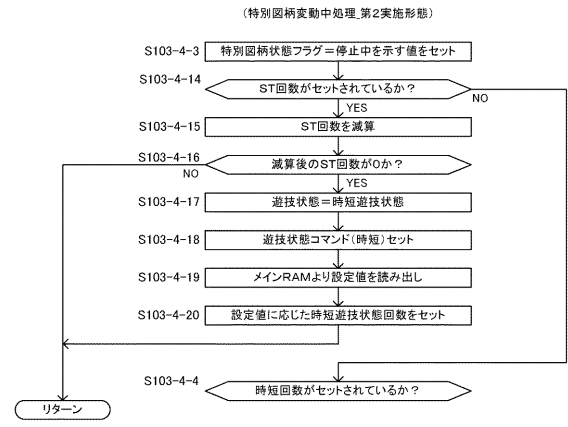 (特別図柄変動中処理_第2実施形態)
S103-4-3 特別図柄状態フラグ=停止中を示す値をセット
S103-4-14 ST回数がセットされているか?
NO
YES
S103-4-15 ST回数を減算
S103-4-16 減算後のST回数が0か?
NO
YES
S103-4-17 遊技状態=時短遊技状態
S103-4-18 遊技状態コマンド(時短)セット
S103-4-19 メインRAMより設定値を読み出し
S103-4-20 設定値に応じた時短遊技状態回数をセット
S103-4-4 時短回数がセットされているか?
リターン